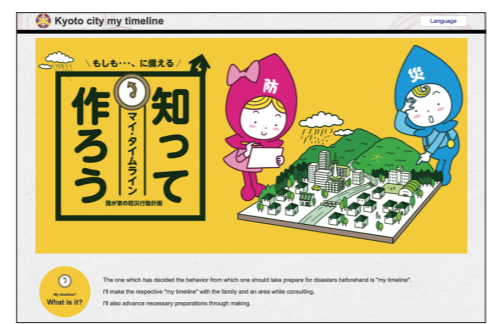 Kyoto city my timeline
Language
もしも・・・、に備える
知って
マイ・タイムライン
作ろう
我が家の防災行動計画
防
災
My timeline?
What is it?
The one which has decided the behavior from which one should take prepare for disasters beforehand is "my timeline".
I'll make the respective "my timeline" with the family and an area while consulting.
I'll also advance necessary preparations through making.